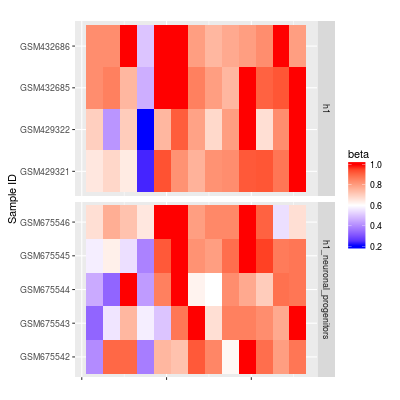 Sample ID
GSM432686
GSM432685
GSM429322
GSM429321
h1
GSM675546
GSM675545
GSM675544
GSM675543
GSM675542
h1_neuronal_progenitors
beta
1.0
0.8
0.6
0.4
0.2